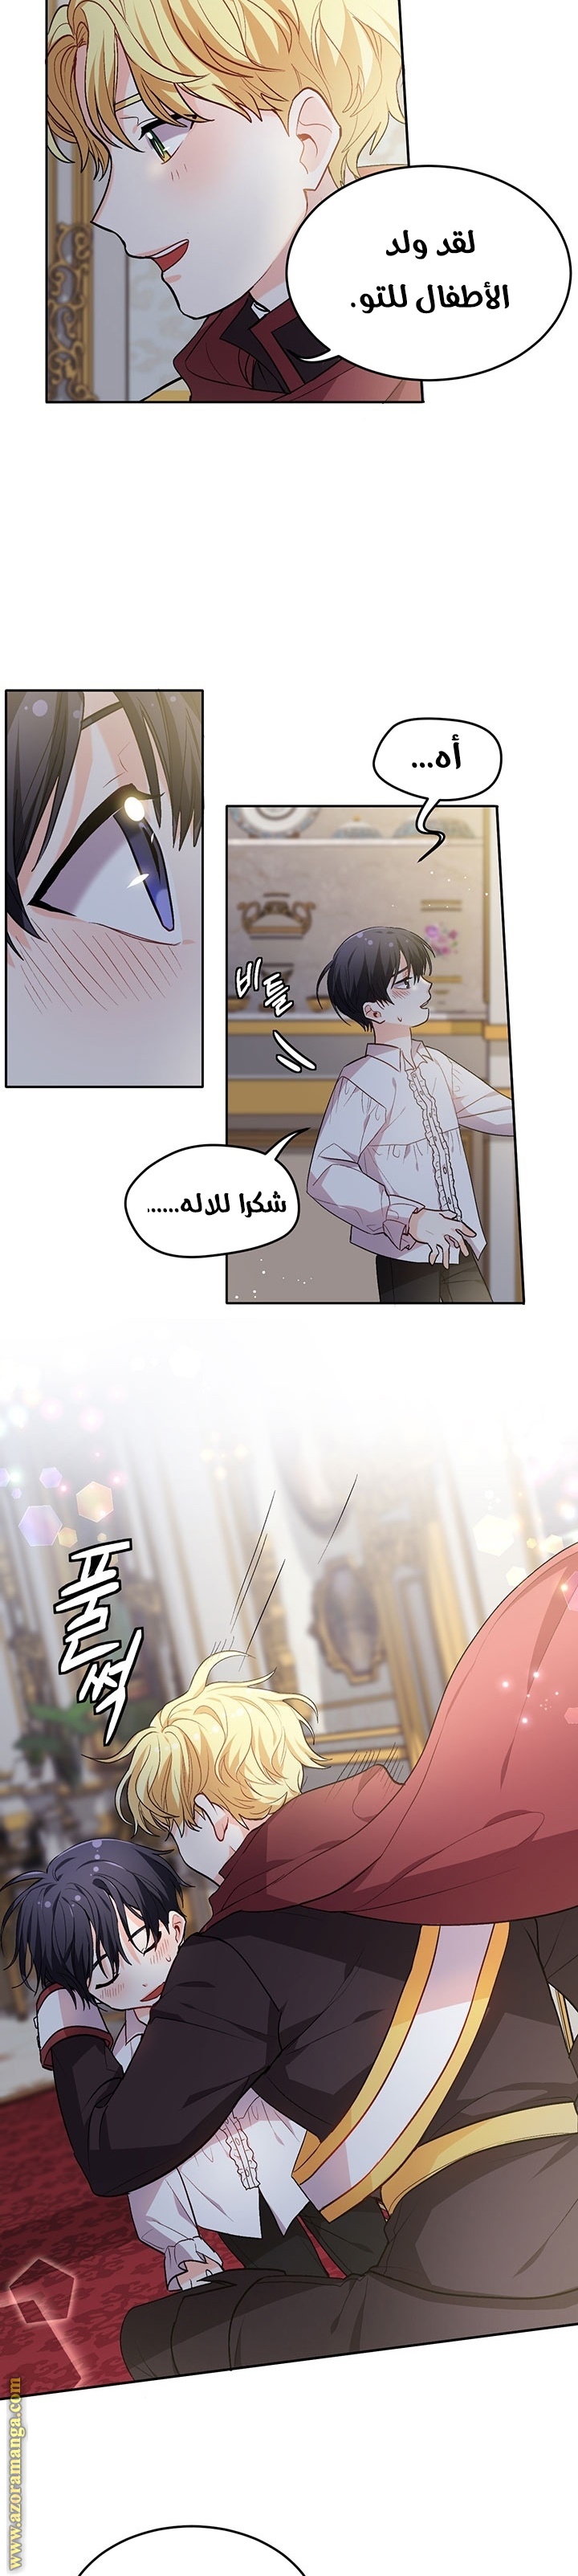 لقد ولد
الأطفال للتو.
أه...
비틀
شكرا للاله......
풀썩
www.azoramanga.com